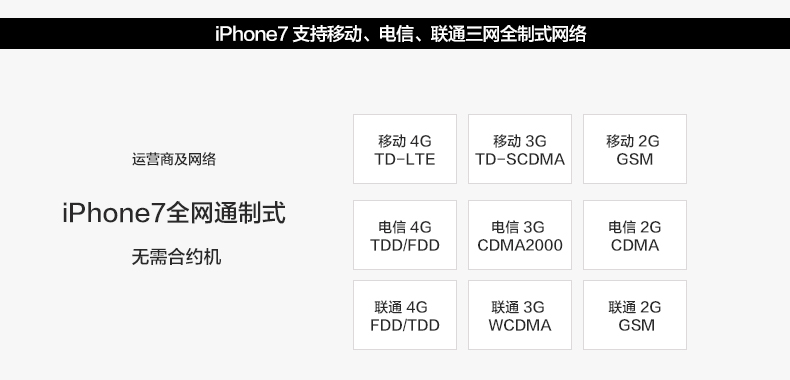 iPhone7 支持移动、电信、联通三网全制式网络
运营商及网络
iPhone7全网通制式
无需合约机
移动 4G
TD-LTE
移动 3G
TD-SCDMA
移动 2G
GSM
电信 4G
TDD/FDD
电信 3G
CDMA2000
电信 2G
CDMA
联通 4G
FDD/TDD
联通 3G
WCDMA
联通 2G
GSM